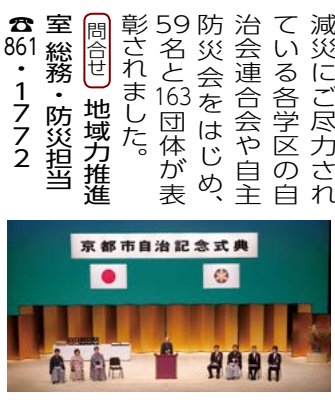 減災にご尽力され
ている各学区の自
治会連合会や自主
防災会をはじめ、
59名と163団体が表
彰されました。
問合せ 地域力推進
室 総務・防災担当
☎861・1772
京都市自治記念式典